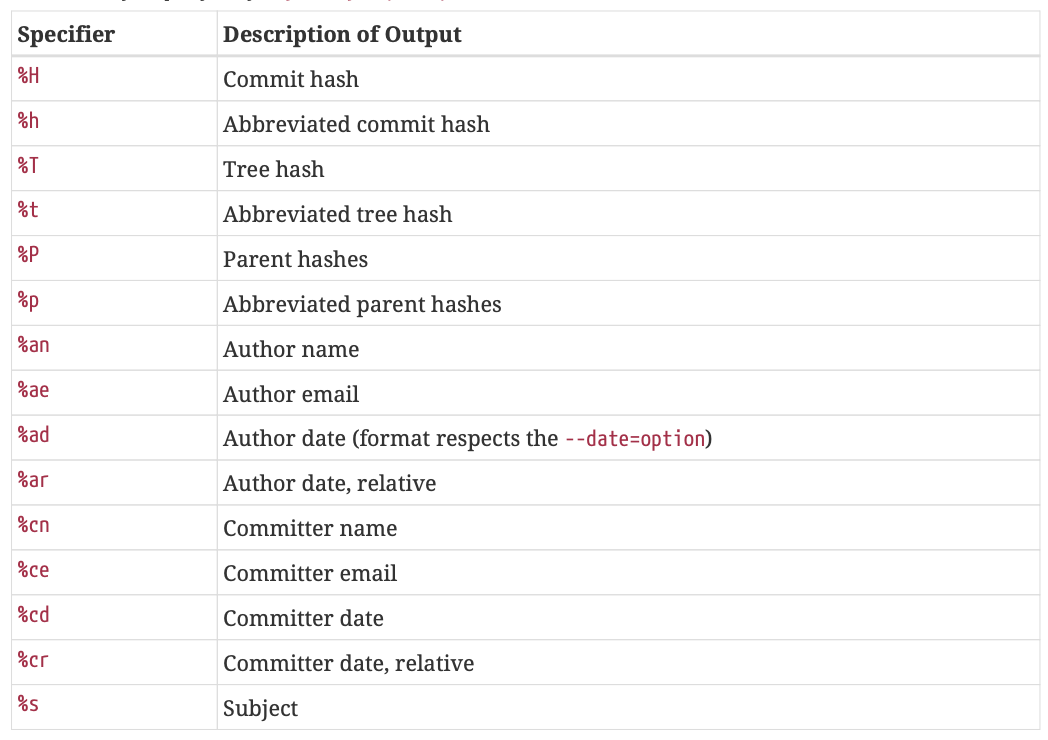 Specifier Description of Output
%H Commit hash
%h Abbreviated commit hash
%T Tree hash
%t Abbreviated tree hash
%P Parent hashes
%p Abbreviated parent hashes
%an Author name
%ae Author email
%ad Author date (format respects the --date=option)
%ar Author date, relative
%cn Committer name
%ce Committer email
%cd Committer date
%cr Committer date, relative
%s Subject